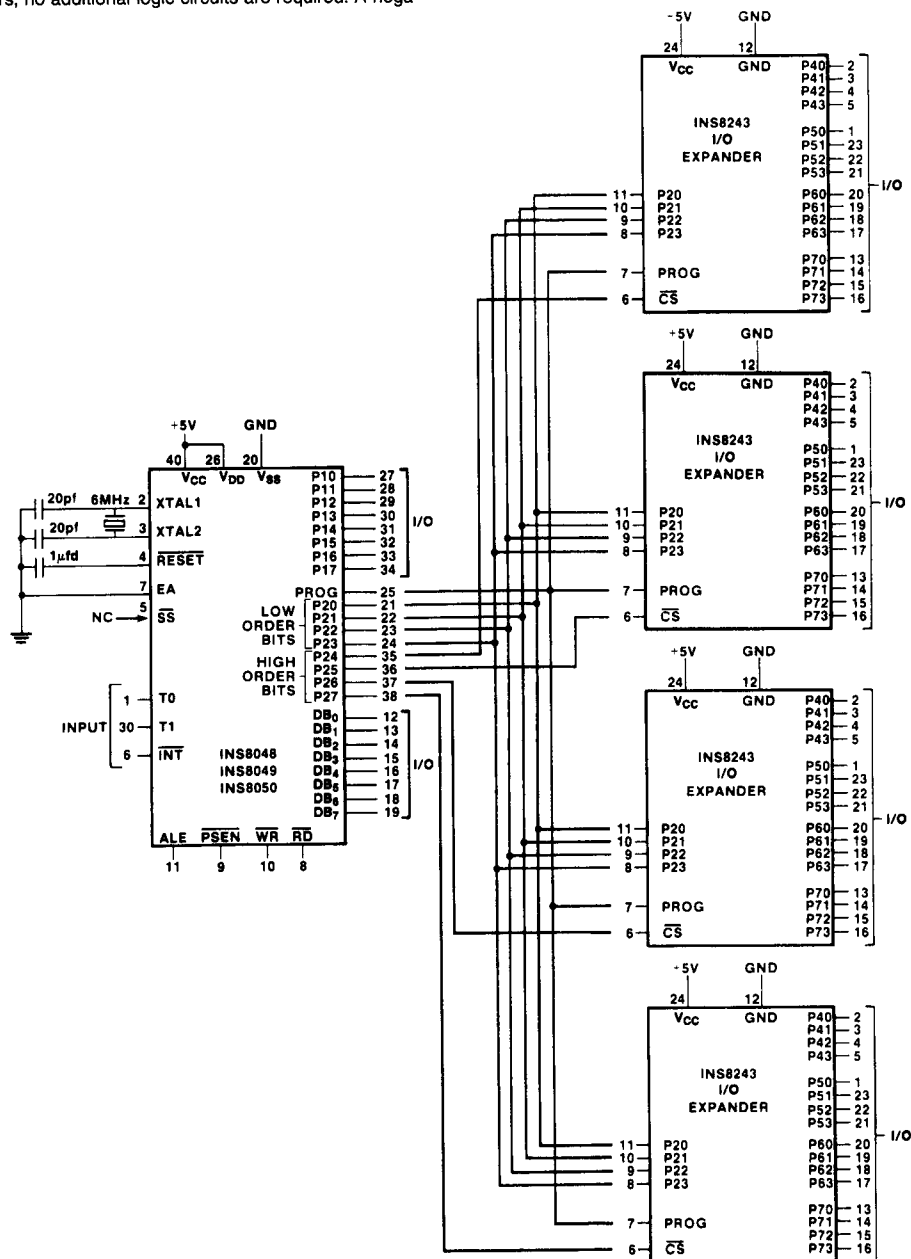 rs, no additional logic circuits are required. A nega
-5V GND
24 12
VCC GND
P40 2
P41 3
P42 4
P43 5
INS8243
I/O
EXPANDER
P50 1
P51 23
P52 22
P53 21
11 P20
10 P21
9 P22
8 P23
P60 20
P61 19
P62 18
P63 17
I/O
7 PROG
6 CS
P70 13
P71 14
P72 15
P73 16
+5V GND
24 12
VCC GND
P40 2
P41 3
P42 4
P43 5
INS8243
I/O
EXPANDER
P50 1
P51 23
P52 22
P53 21
11 P20
10 P21
9 P22
8 P23
P60 20
P61 19
P62 18
P63 17
I/O
7 PROG
6 CS
P70 13
P71 14
P72 15
P73 16
+5V GND
40 26 20
VCC VDD VSS
20pf 6MHz 2 XTAL1
20pf 3 XTAL2
1µfd 4 RESET
7 EA
NC 5 SS
INPUT
1 T0
30 T1
6 INT
P10 27
P11 28
P12 29
P13 30
P14 31
P15 32
P16 33
P17 34
I/O
PROG 25
LOW
ORDER
BITS
P20 21
P21 22
P22 23
P23 24
HIGH
ORDER
BITS
P24 35
P25 36
P26 37
P27 38
INS8048
INS8049
INS8050
DB0 12
DB1 13
DB2 14
DB3 15
DB4 16
DB5 17
DB6 18
DB7 19
I/O
ALE PSEN WR RD
11 9 10 8
+5V GND
24 12
VCC GND
P40 2
P41 3
P42 4
P43 5
INS8243
I/O
EXPANDER
P50 1
P51 23
P52 22
P53 21
11 P20
10 P21
9 P22
8 P23
P60 20
P61 19
P62 18
P63 17
I/O
7 PROG
6 CS
P70 13
P71 14
P72 15
P73 16
+5V GND
24 12
VCC GND
P40 2
P41 3
P42 4
P43 5
INS8243
I/O
EXPANDER
P50 1
P51 23
P52 22
P53 21
11 P20
10 P21
9 P22
8 P23
P60 20
P61 19
P62 18
P63 17
I/O
7 PROG
6 CS
P70 13
P71 14
P72 15
P73 16